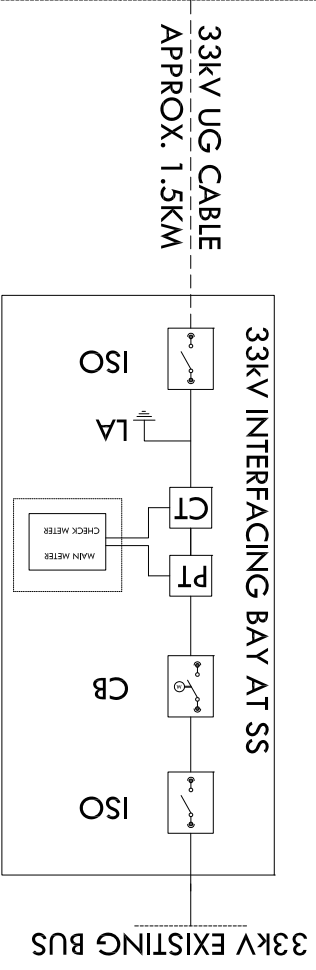 33kV UG CABLE
APPROX. 1.5KM
33kV INTERFACING BAY AT SS
ISO
LA
CT
PT
MAIN METER
CHECK METER
CB
M
ISO
33kV EXISTING BUS